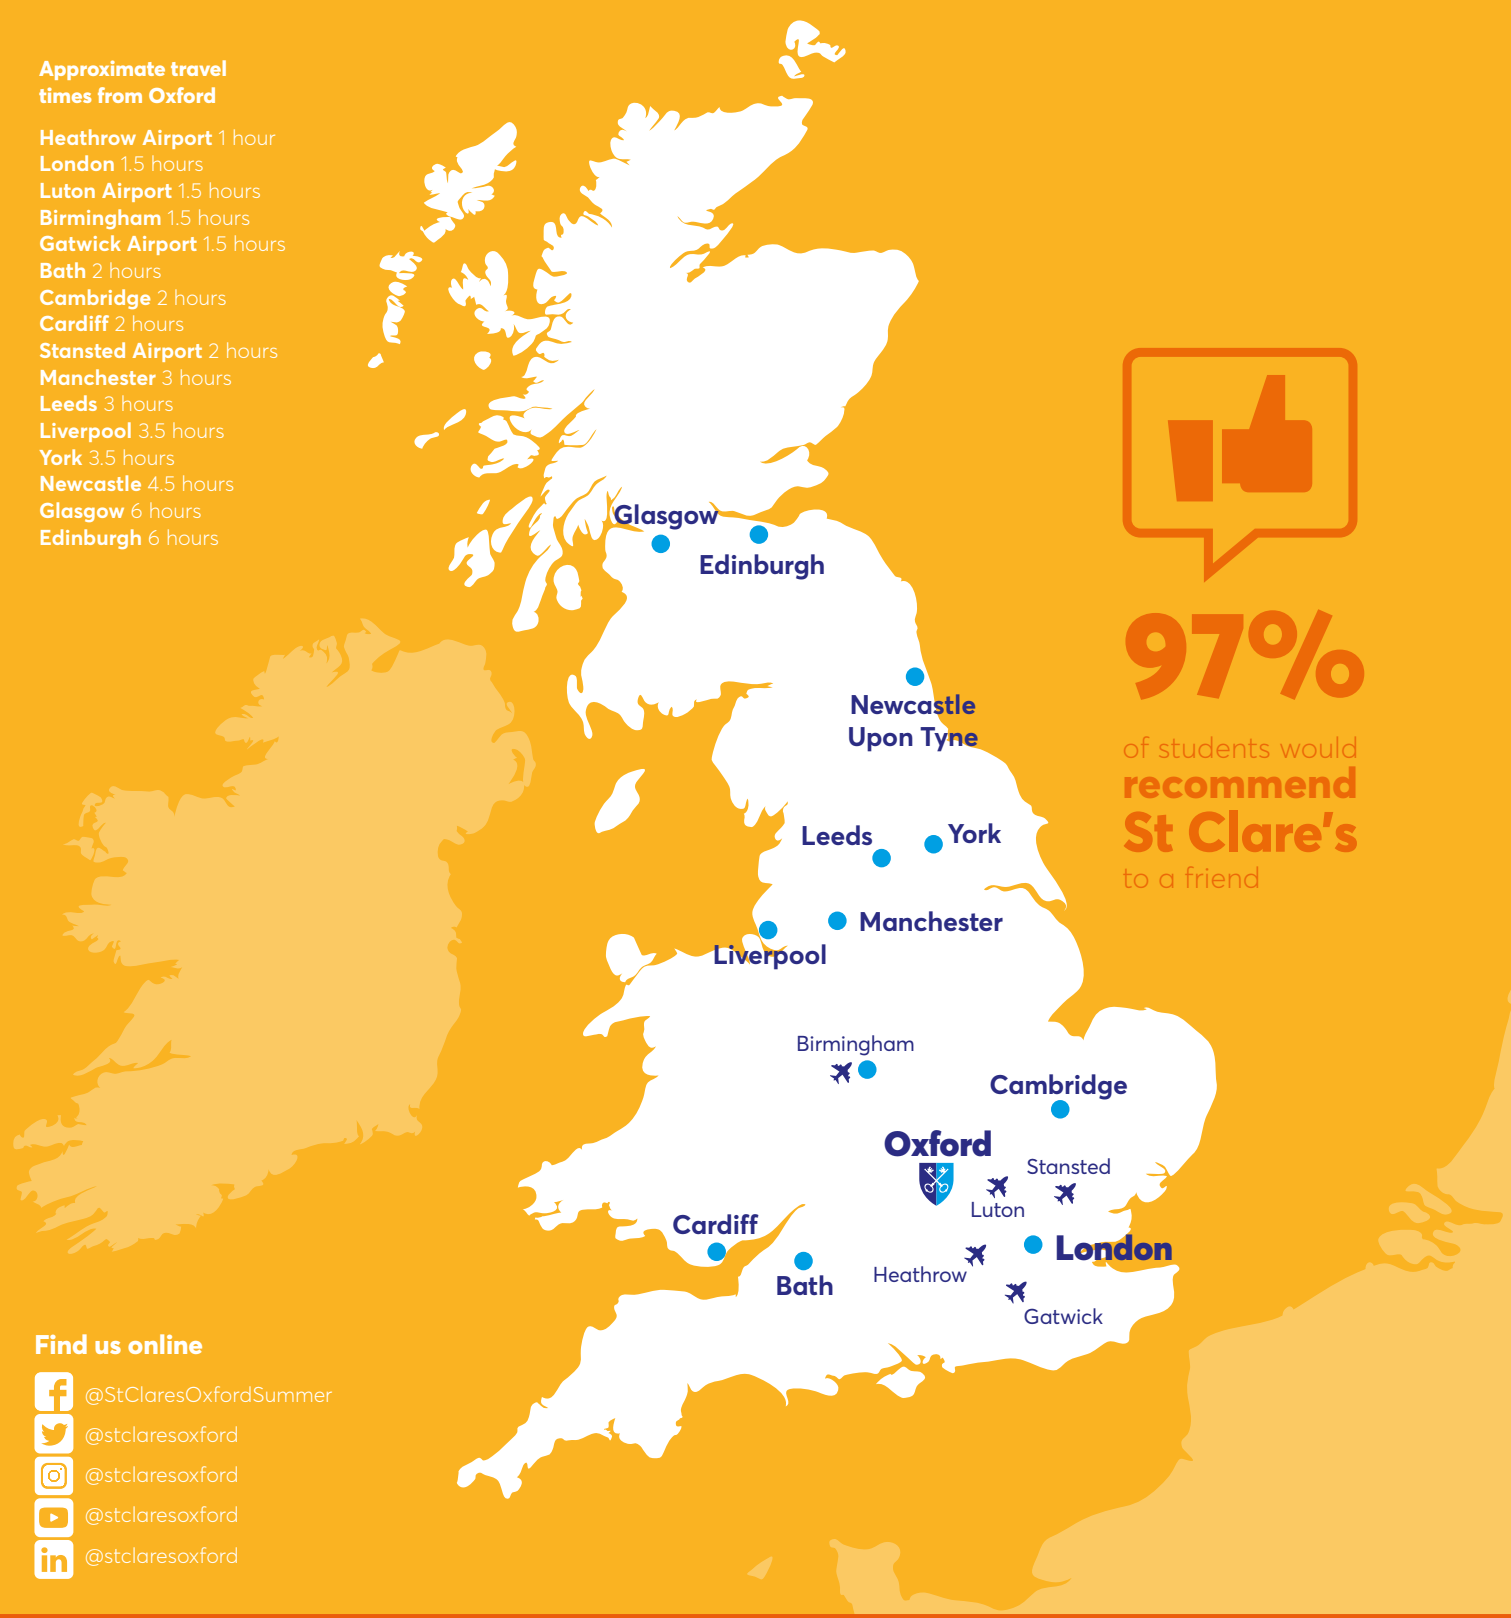 Approximate travel
times from Oxford
Heathrow Airport 1 hour
London 1.5 hours
Luton Airport 1.5 hours
Birmingham 1.5 hours
Gatwick Airport 1.5 hours
Bath 2 hours
Cambridge 2 hours
Cardiff 2 hours
Stansted Airport 2 hours
Manchester 3 hours
Leeds 3 hours
Liverpool 3.5 hours
York 3.5 hours
Newcastle 4.5 hours
Glasgow 6 hours
Edinburgh 6 hours
Glasgow
Edinburgh
Newcastle
Upon Tyne
Leeds
York
Manchester
Liverpool
Birmingham
Cambridge
Oxford
Stansted
Luton
Cardiff
London
Heathrow
Bath
Gatwick
97%
of students would
recommend
St Clare's
to a friend
Find us online
@StClaresOxfordSummer
@stclaresoxford
@stclaresoxford
@stclaresoxford
in @stclaresoxford